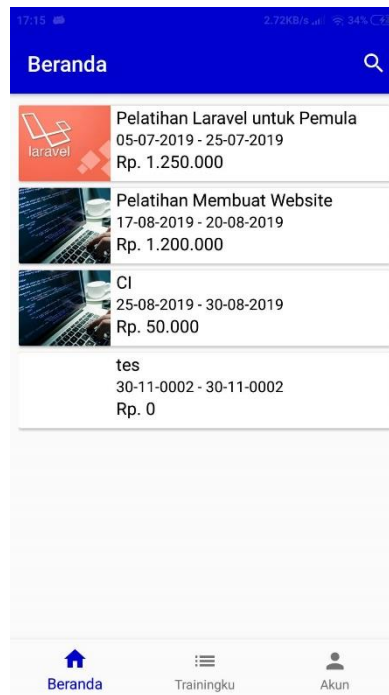 17:15
2.72KB/s 34%
Beranda
laravel
Pelatihan Laravel untuk Pemula
05-07-2019 - 25-07-2019
Rp. 1.250.000
Pelatihan Membuat Website
17-08-2019 - 20-08-2019
Rp. 1.200.000
CI
25-08-2019 - 30-08-2019
Rp. 50.000
tes
30-11-0002 - 30-11-0002
Rp. 0
Beranda
Trainingku
Akun